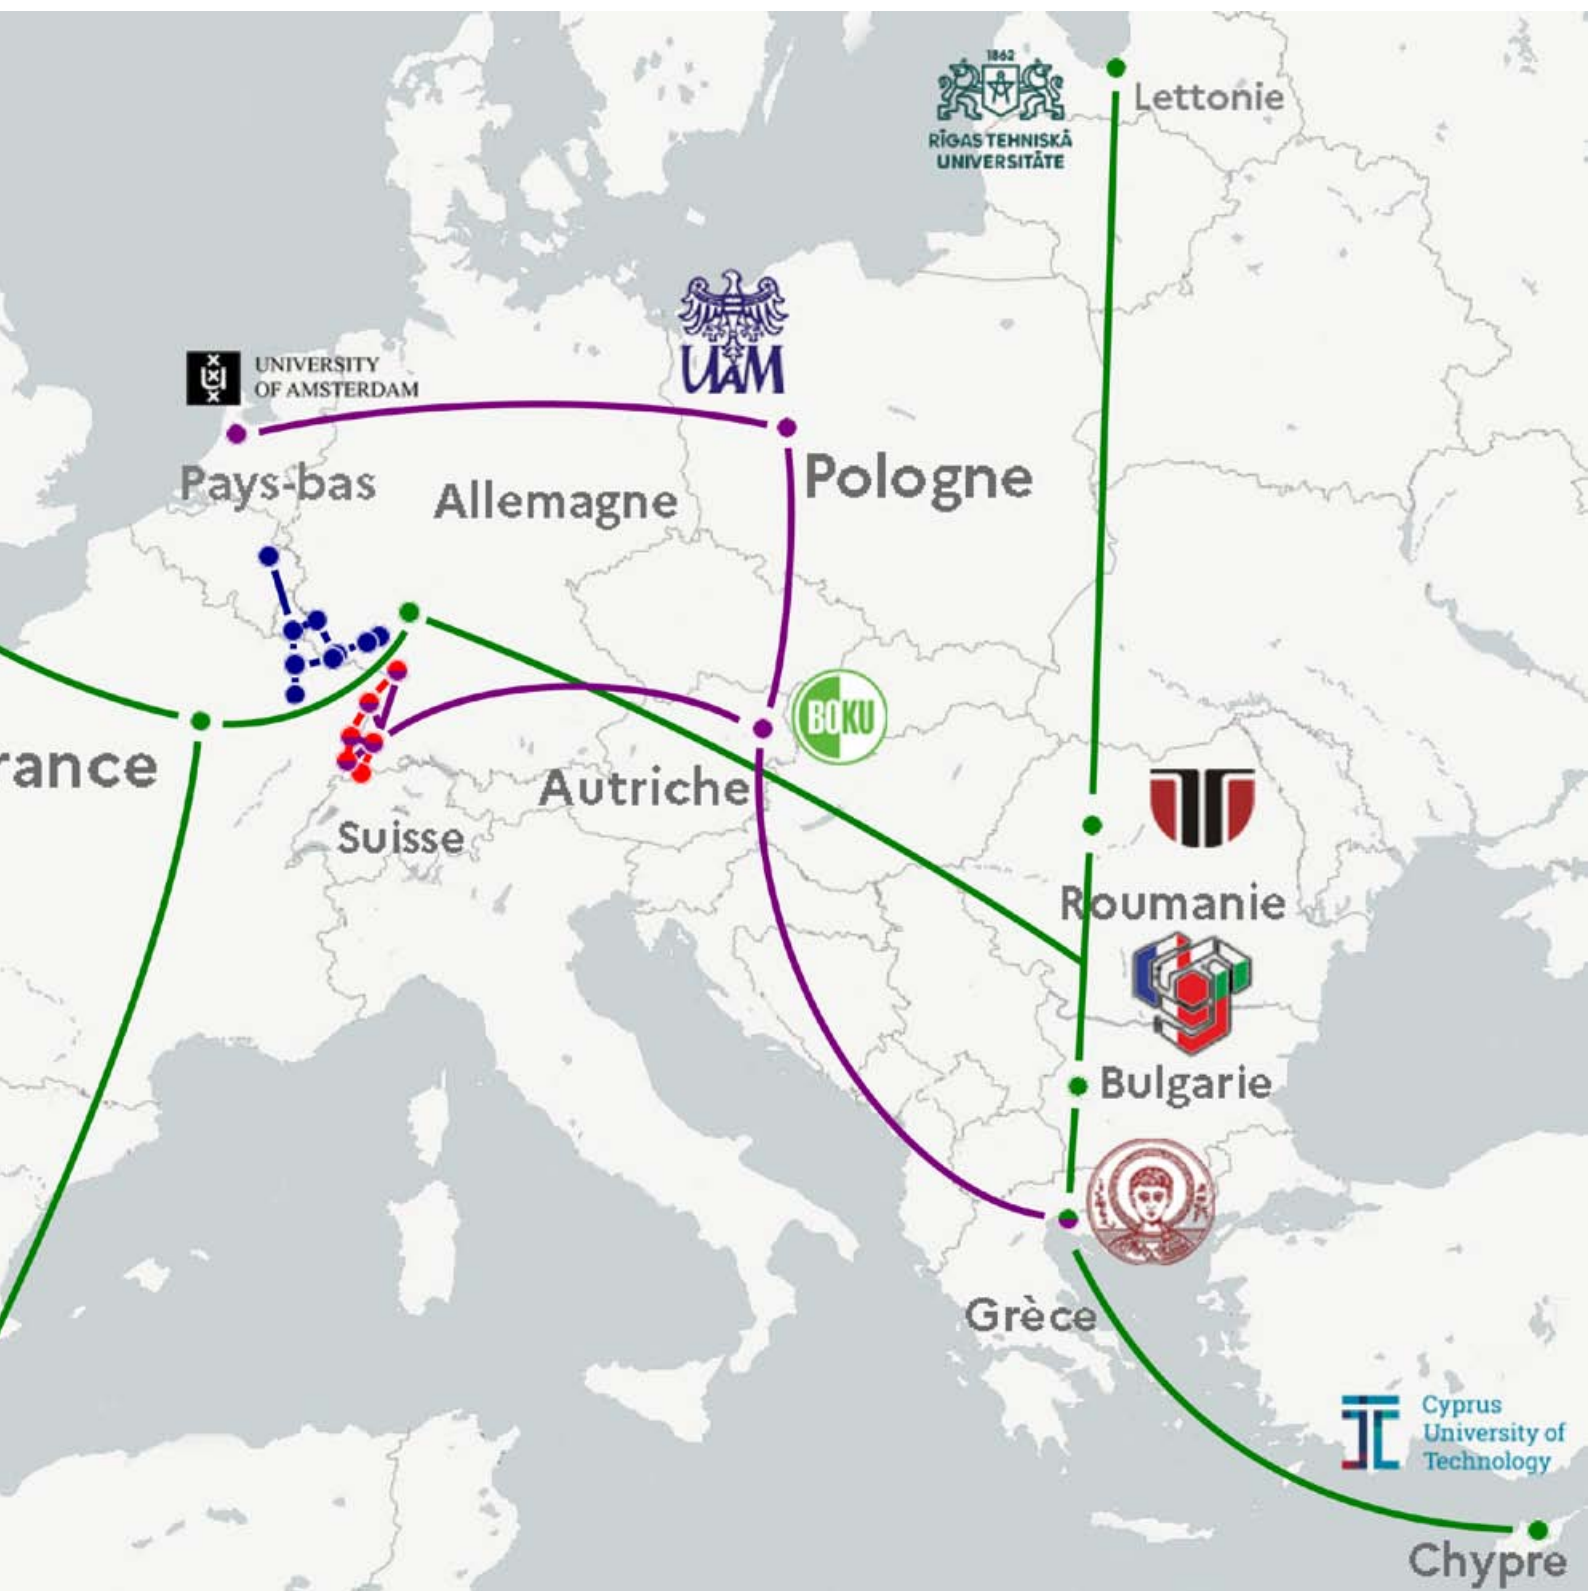 1862
Lettonie
RĪGAS TEHNISKĀ
UNIVERSITĀTE
UAM
UNIVERSITY
OF AMSTERDAM
Pays-bas
Allemagne
Pologne
BOKU
rance
Autriche
Suisse
Roumanie
Bulgarie
Grèce
Cyprus
University of
Technology
Chypre